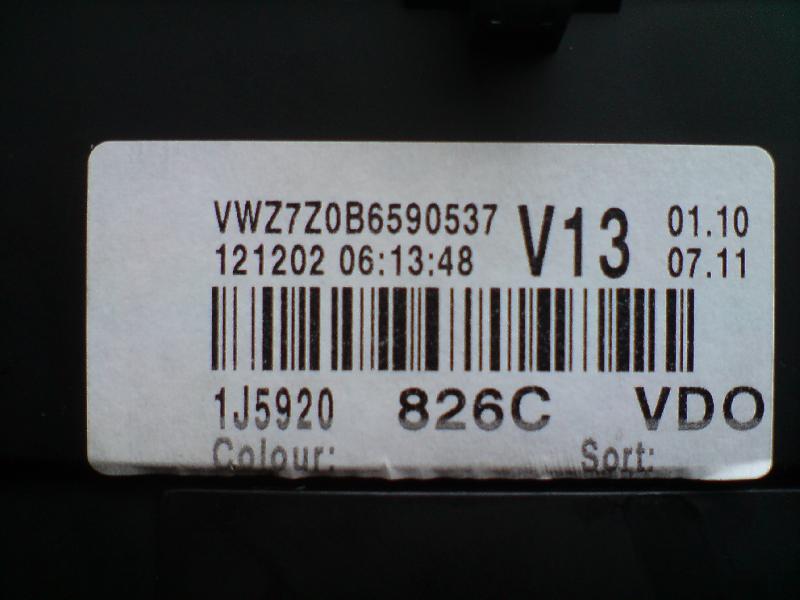 VWZ7Z0B6590537 V13 01.10
121202 06:13:48 07.11
1J5920 826C VDO
Colour: Sort: